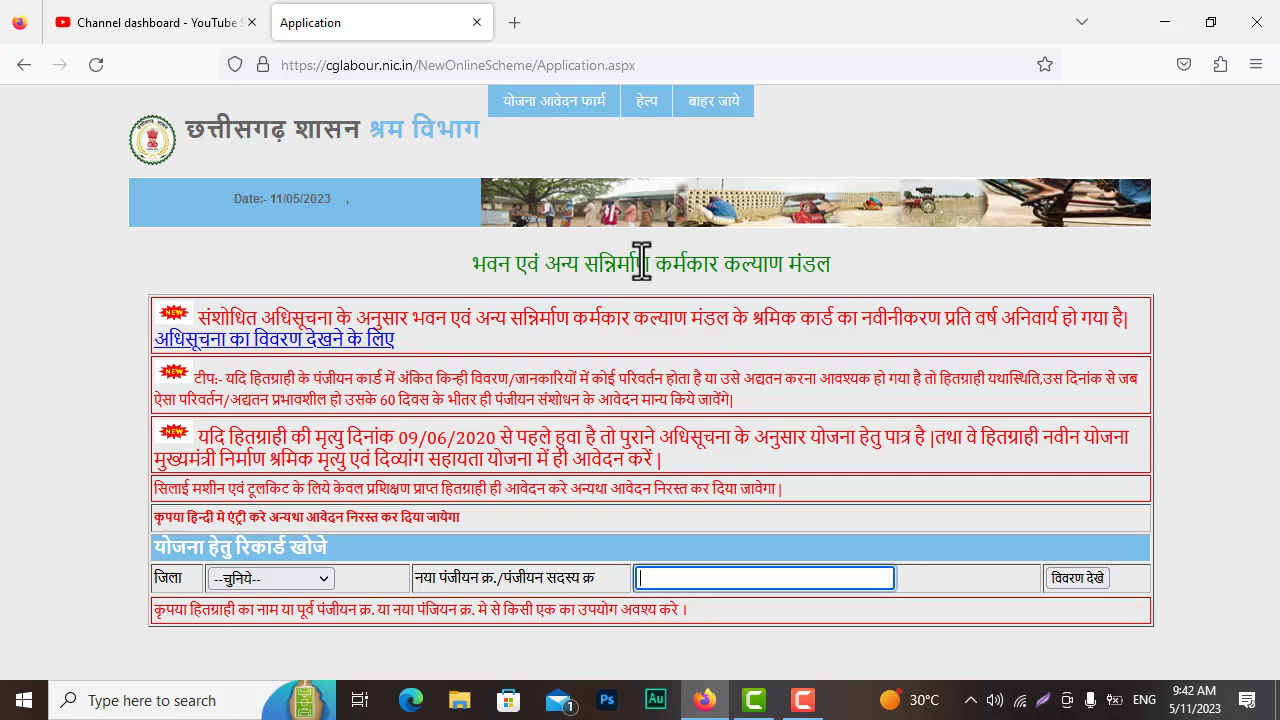 Channel dashboard - YouTube S
Application
https://cglabour.nic.in/NewOnlineScheme/Application.aspx
योजना आवेदन फार्म हेल्प बाहर जाये
छत्तीसगढ़ शासन श्रम विभाग
Date:- 11/05/2023 ,
भवन एवं अन्य सन्निर्माण कर्मकार कल्याण मंडल
NEW संशोधित अधिसूचना के अनुसार भवन एवं अन्य सन्निर्माण कर्मकार कल्याण मंडल के श्रमिक कार्ड का नवीनीकरण प्रति वर्ष अनिवार्य हो गया है|
अधिसूचना का विवरण देखने के लिए
NEW टीप:- यदि हितग्राही के पंजीयन कार्ड में अंकित किन्ही विवरण/जानकारियों में कोई परिवर्तन होता है या उसे अद्यतन करना आवश्यक हो गया है तो हितग्राही यथास्थिति,उस दिनांक से जब
ऐसा परिवर्तन/अद्यतन प्रभावशील हो उसके 60 दिवस के भीतर ही पंजीयन संशोधन के आवेदन मान्य किये जावेंगे|
NEW यदि हितग्राही की मृत्यु दिनांक 09/06/2020 से पहले हुवा है तो पुराने अधिसूचना के अनुसार योजना हेतु पात्र है |तथा वे हितग्राही नवीन योजना
मुख्यमंत्री निर्माण श्रमिक मृत्यु एवं दिव्यांग सहायता योजना में ही आवेदन करें |
सिलाई मशीन एवं टूलकिट के लिये केवल प्रशिक्षण प्राप्त हितग्राही ही आवेदन करे अन्यथा आवेदन निरस्त कर दिया जावेगा |
कृपया हिन्दी मे एंट्री करे अन्यथा आवेदन निरस्त कर दिया जायेगा
योजना हेतु रिकार्ड खोजे
जिला --चुनिये-- नया पंजीयन क्र./पंजीयन सदस्य क्र विवरण देखे
कृपया हितग्राही का नाम या पूर्व पंजीयन क्र. या नया पंजियन क्र. मे से किसी एक का उपयोग अवश्य करे ।
Type here to search 1 Ps Au 30°C ENG 9:42 AM
5/11/2023